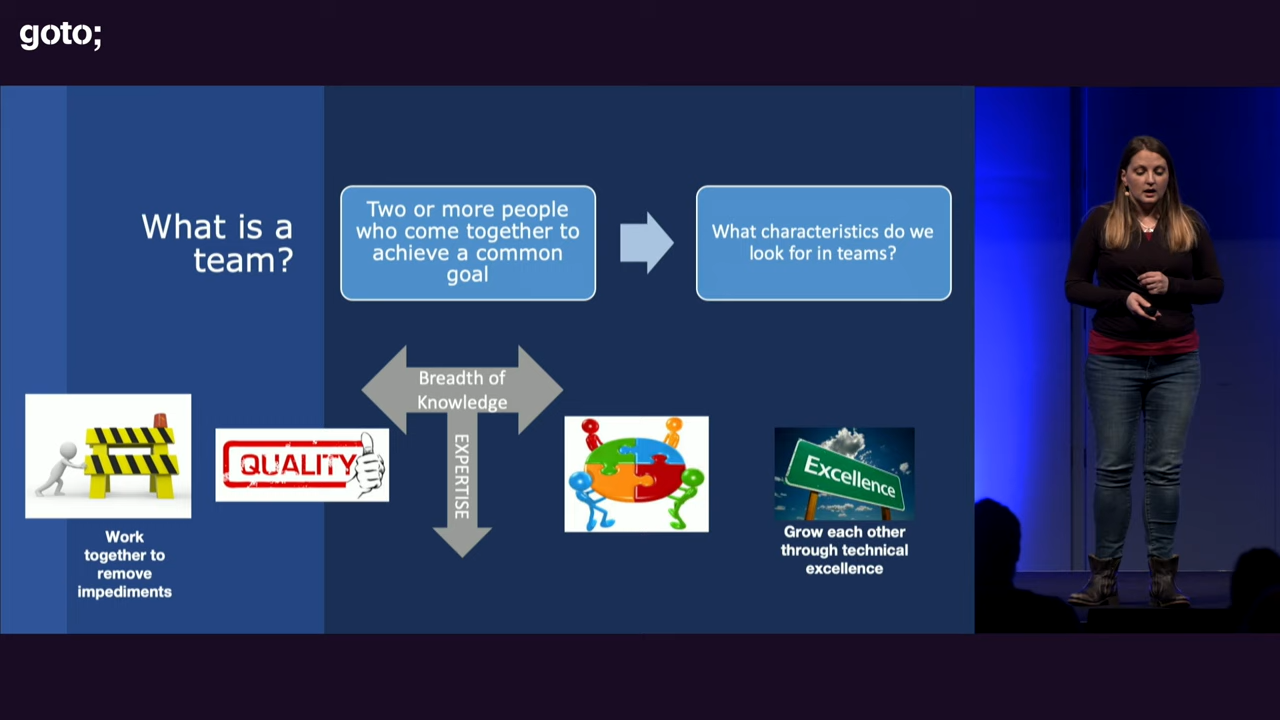 goto;
What is a
team?
Two or more people
who come together to
achieve a common
goal
What characteristics do we
look for in teams?
Breadth of
Knowledge
EXPERTISE
QUALITY
Excellence
Work
together to
remove
impediments
Grow each other
through technical
excellence